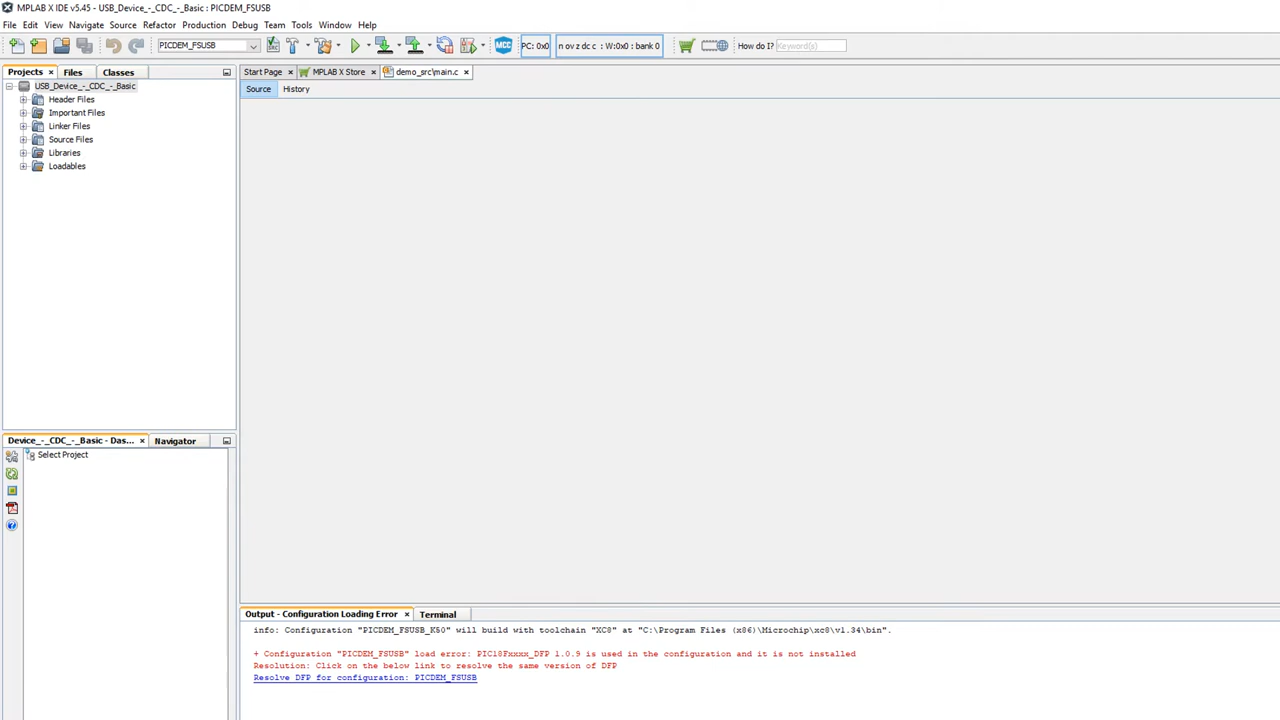 MPLAB X IDE v5.45 - USB_Device_-_CDC_-_Basic : PICDEM_FSUSB
File Edit View Navigate Source Refactor Production Debug Team Tools Window Help
PICDEM_FSUSB MCC PC: 0x0 n ov z dc c : W:0x0 : bank 0 How do I? Keyword(s)
Projects Files Classes
USB_Device_-_CDC_-_Basic
Header Files
Important Files
Linker Files
Source Files
Libraries
Loadables
Start Page MPLAB X Store demo_src\main.c
Source History
Device_-_CDC_-_Basic - Das... Navigator
Select Project
Output - Configuration Loading Error Terminal
info: Configuration "PICDEM_FSUSB_K50" will build with toolchain "XC8" at "C:\Program Files (x86)\Microchip\xc8\v1.34\bin".
+ Configuration "PICDEM_FSUSB" load error: PIC18Fxxxx_DFP 1.0.9 is used in the configuration and it is not installed
Resolution: Click on the below link to resolve the same version of DFP
Resolve DFP for configuration: PICDEM_FSUSB